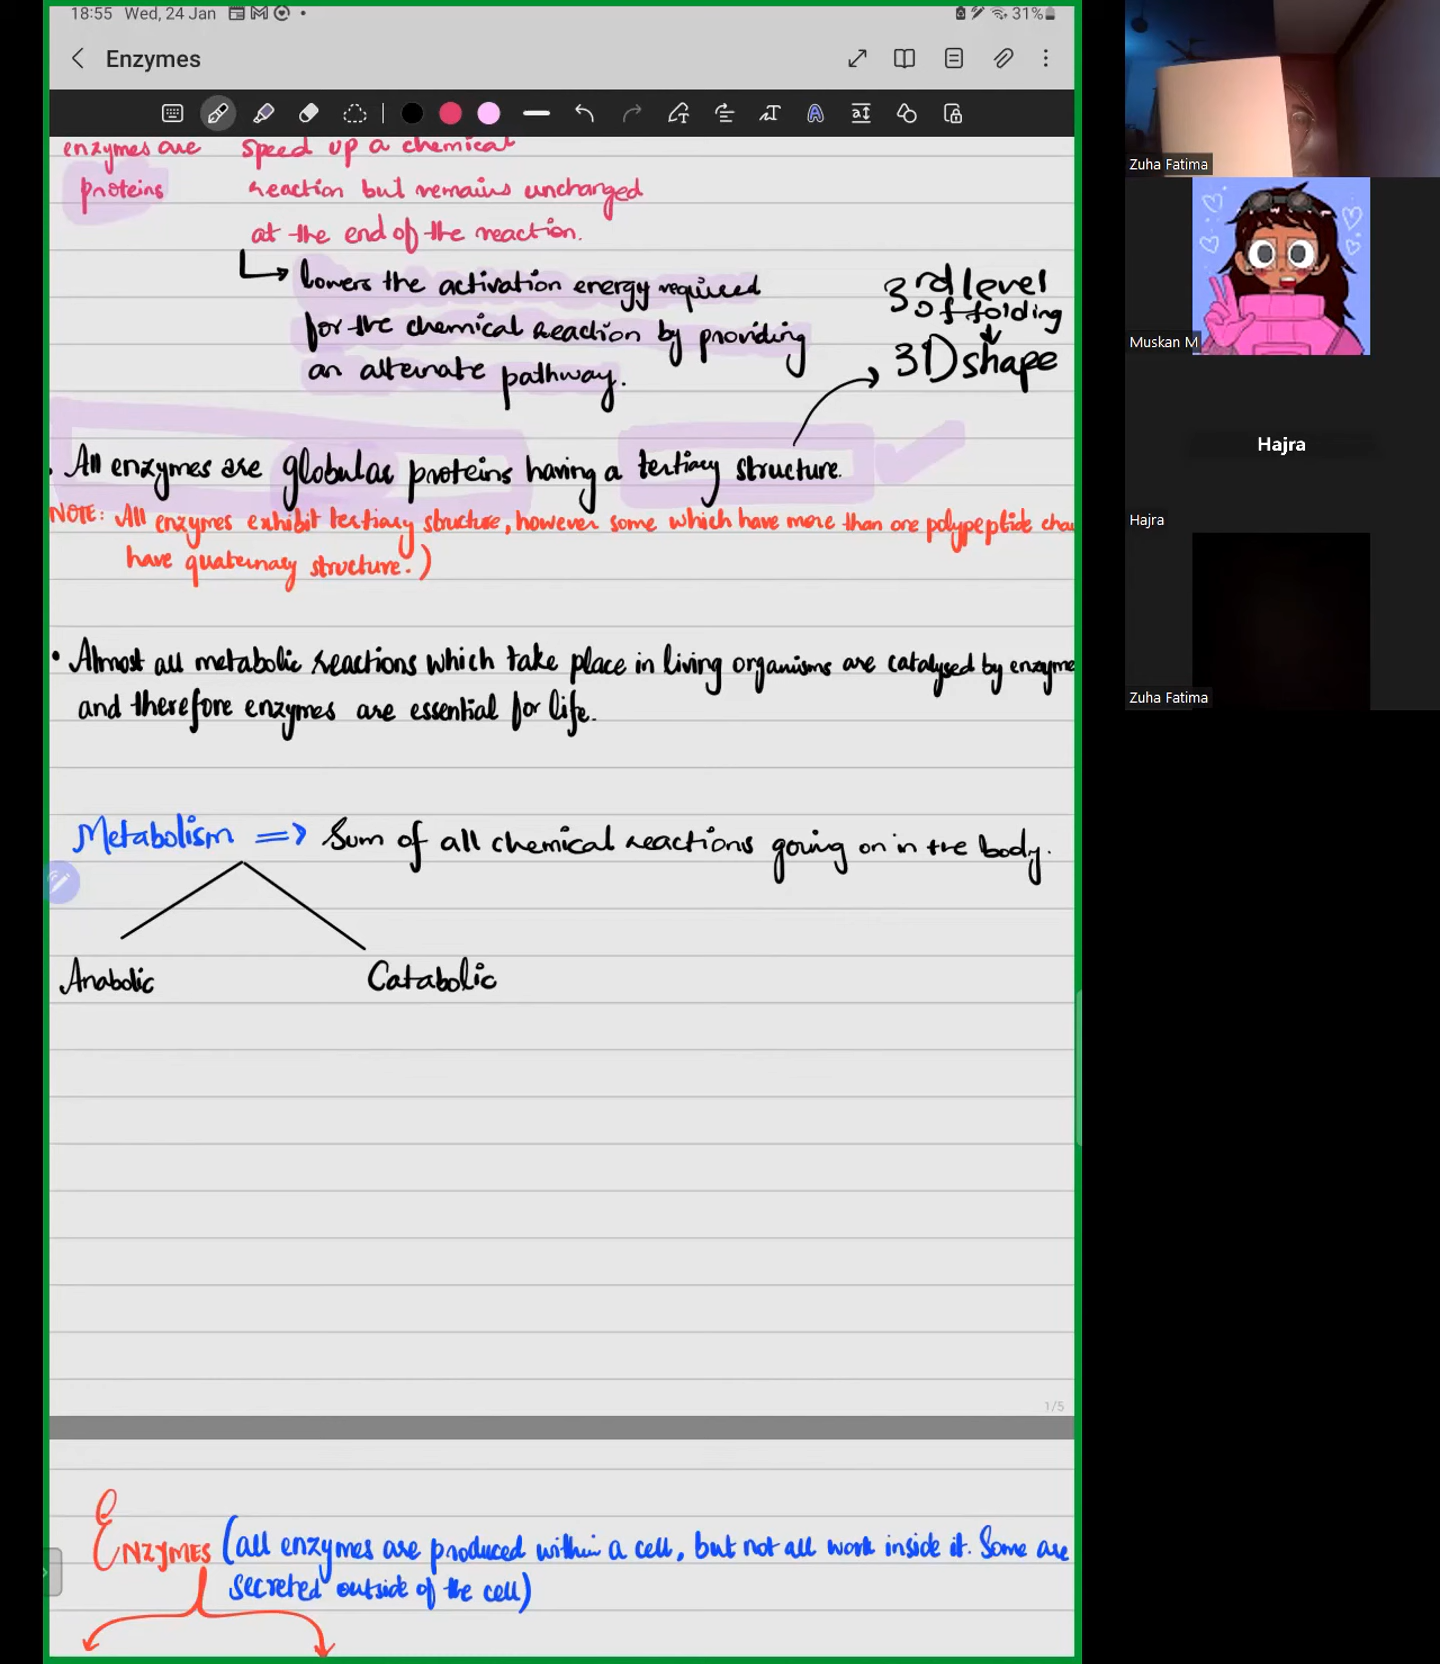 18:55 Wed, 24 Jan
31%
Enzymes
enzymes are speed up a chemical
proteins reaction but remains unchanged
at the end of the reaction.
lowers the activation energy required
for the chemical reaction by providing
an alternate pathway.
3rd level
of folding
3D shape
. All enzymes are globular proteins having a tertiary structure.
NOTE: All enzymes exhibit tertiary structure, however some which have more than one polypeptide chai
have quaternary structure.)
• Almost all metabolic reactions which take place in living organisms are catalysed by enzyme
and therefore enzymes are essential for life.
Metabolism => Sum of all chemical reactions going on in the body.
Anabolic Catabolic
1/5
ENZYMES (all enzymes are produced within a cell, but not all work inside it. Some are
secreted outside of the cell)
Zuha Fatima
Muskan M
Hajra
Hajra
Zuha Fatima